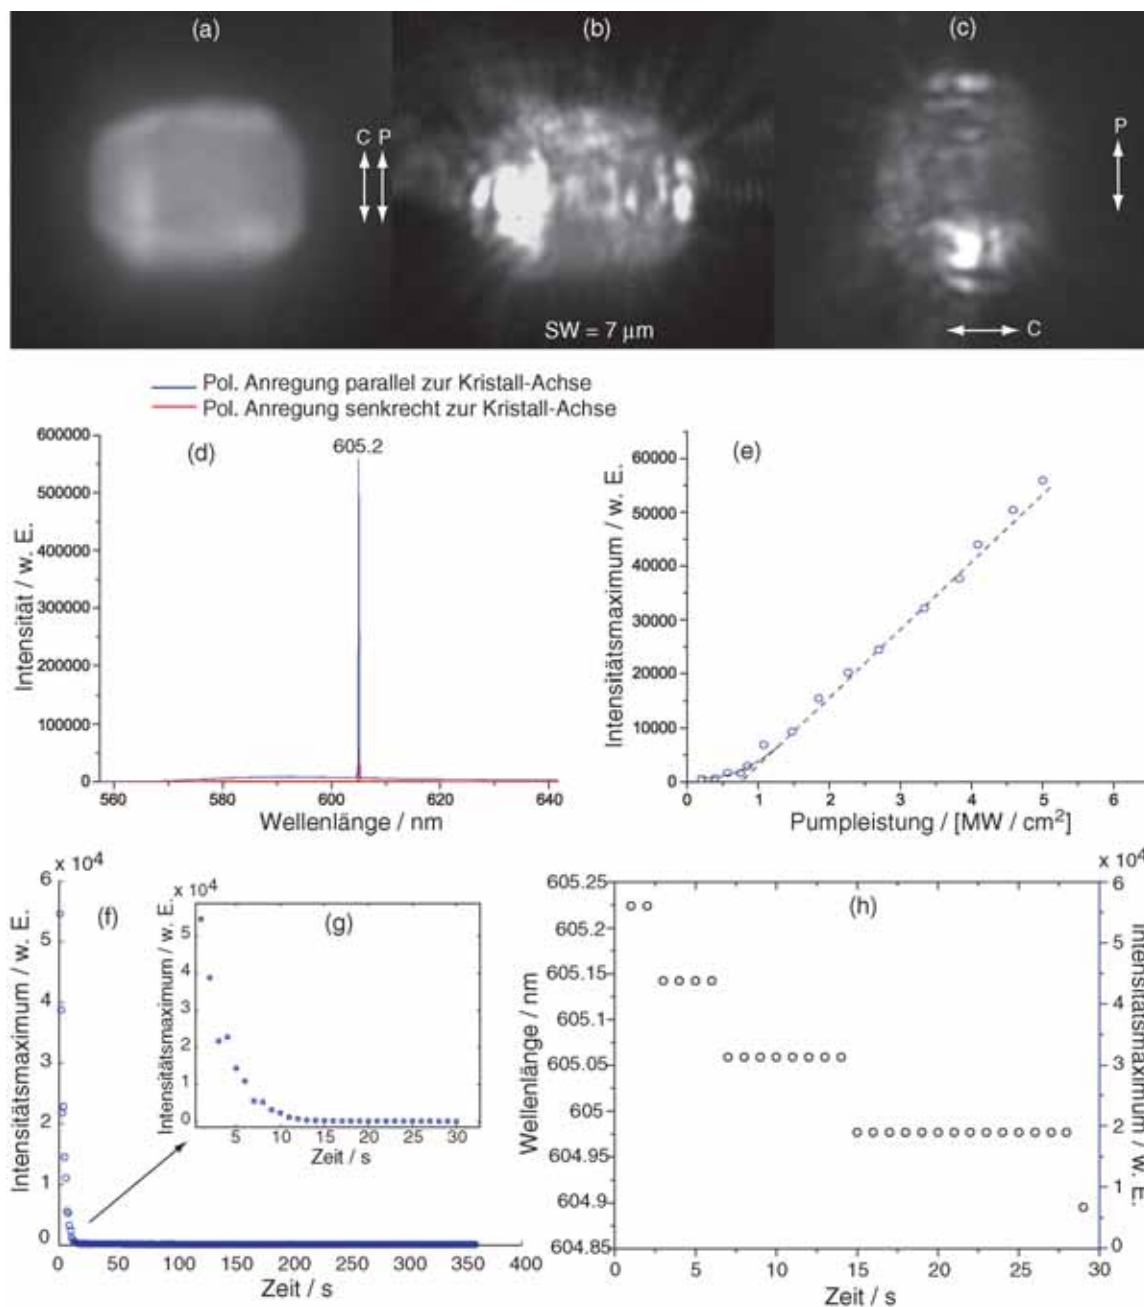 (a)
(b)
(c)
C P
P
SW = 7 μm
C
Pol. Anregung parallel zur Kristall-Achse
Pol. Anregung senkrecht zur Kristall-Achse
(d)
605.2
600000
500000
400000
300000
200000
100000
0
560
580
600
620
640
Intensität / w. E.
Wellenlänge / nm
(e)
60000
50000
40000
30000
20000
10000
0
0
1
2
3
4
5
6
Intensitätsmaximum / w. E.
Pumpleistung / [MW / cm²]
x 10⁴
(f)
6
5
4
3
2
1
0
0
50
100
150
200
250
300
350
400
Intensitätsmaximum / w. E.
Zeit / s
x 10⁴
(g)
5
4
3
2
1
0
5
10
15
20
25
30
Intensitätsmaximum / w. E.
Zeit / s
(h)
605.25
605.2
605.15
605.1
605.05
605
604.95
604.9
604.85
0
5
10
15
20
25
30
Wellenlänge / nm
Zeit / s
x 10⁴
6
5
4
3
2
1
0
Intensitätsmaximum / w. E.